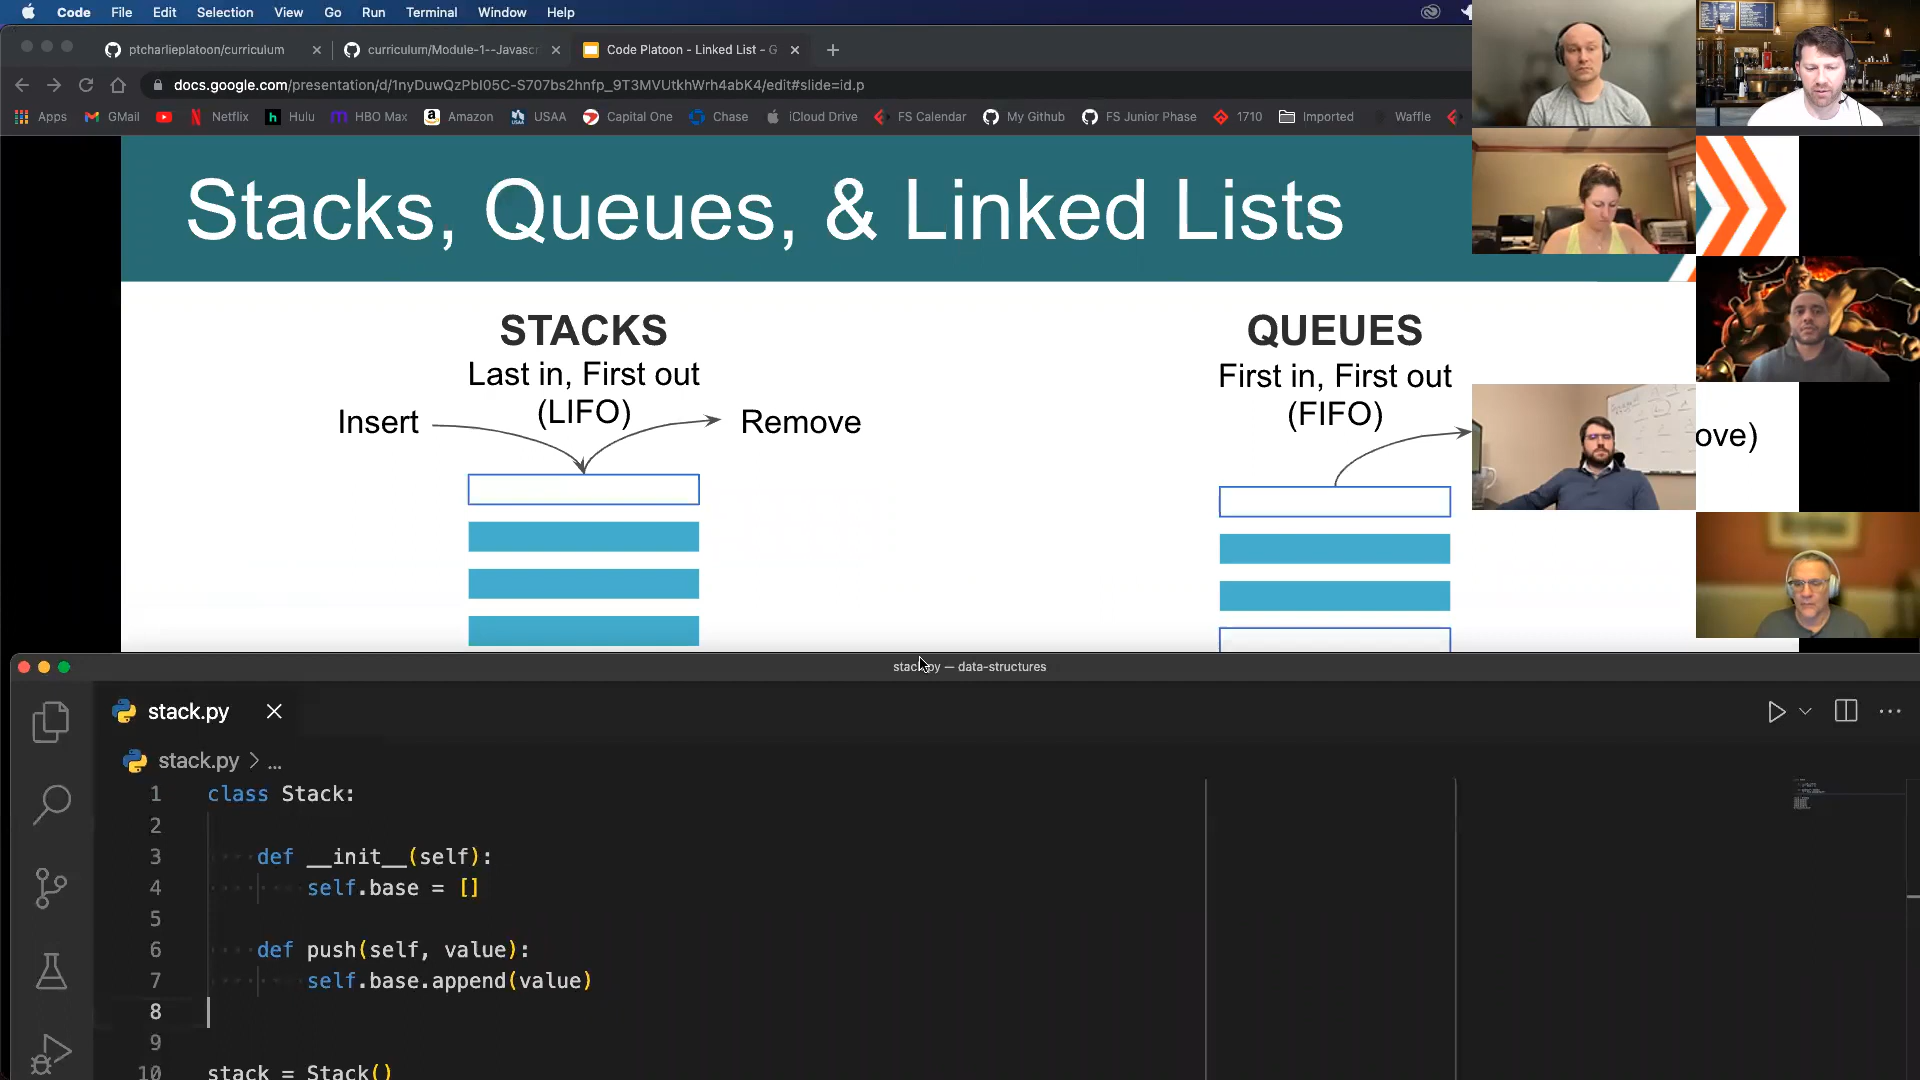 Code File Edit Selection View Go Run Terminal Window Help
ptcharlieplatoon/curriculum
curriculum/Module-1--Javasc
Code Platoon - Linked List - G
docs.google.com/presentation/d/1nyDuwQzPbI05C-S707bs2hnfp_9T3MVUtkhWrh4abK4/edit#slide=id.p
Apps GMail Netflix Hulu HBO Max Amazon USAA Capital One Chase iCloud Drive FS Calendar My Github FS Junior Phase 1710 Imported Waffle
Stacks, Queues, & Linked Lists
STACKS
Last in, First out
(LIFO)
Insert
Remove
QUEUES
First in, First out
(FIFO)
ove)
stack.py — data-structures
stack.py
stack.py > ...
1 class Stack:
2
3 def __init__(self):
4 self.base = []
5
6 def push(self, value):
7 self.base.append(value)
8
9
10 stack = Stack()